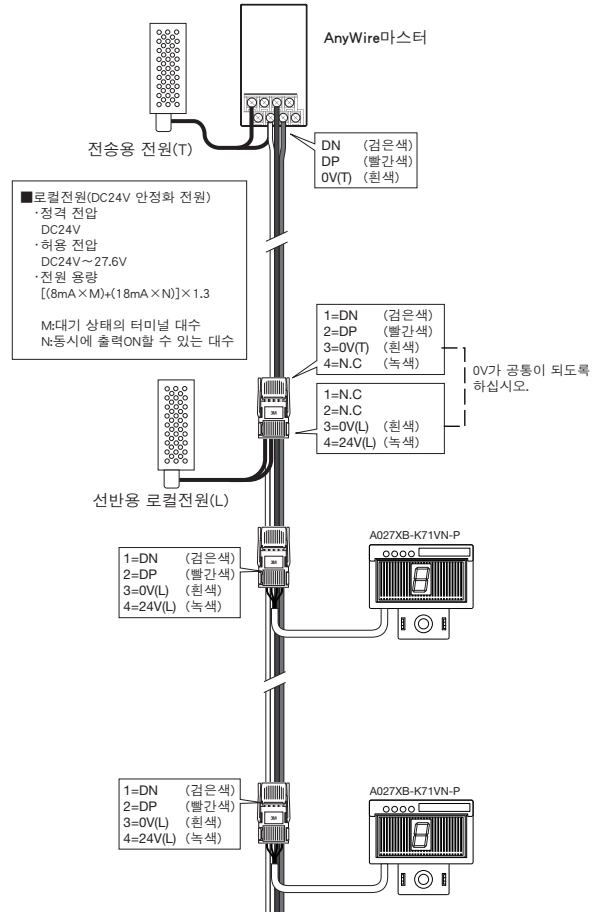 AnyWire마스터
전송용 전원(T)
DN (검은색)
DP (빨간색)
0V(T) (흰색)
■로컬전원(DC24V 안정화 전원)
・정격 전압
DC24V
・허용 전압
DC24V～27.6V
・전원 용량
[(8mA×M)+(18mA×N)]×1.3
M:대기 상태의 터미널 대수
N:동시에 출력ON할 수 있는 대수
1=DN (검은색)
2=DP (빨간색)
3=0V(T) (흰색)
4=N.C (녹색)
0V가 공통이 되도록
하십시오.
1=N.C
2=N.C
3=0V(L) (흰색)
4=24V(L) (녹색)
3M
선반용 로컬전원(L)
A027XB-K71VN-P
1=DN (검은색)
2=DP (빨간색)
3=0V(L) (흰색)
4=24V(L) (녹색)
3M
A027XB-K71VN-P
1=DN (검은색)
2=DP (빨간색)
3=0V(L) (흰색)
4=24V(L) (녹색)
3M